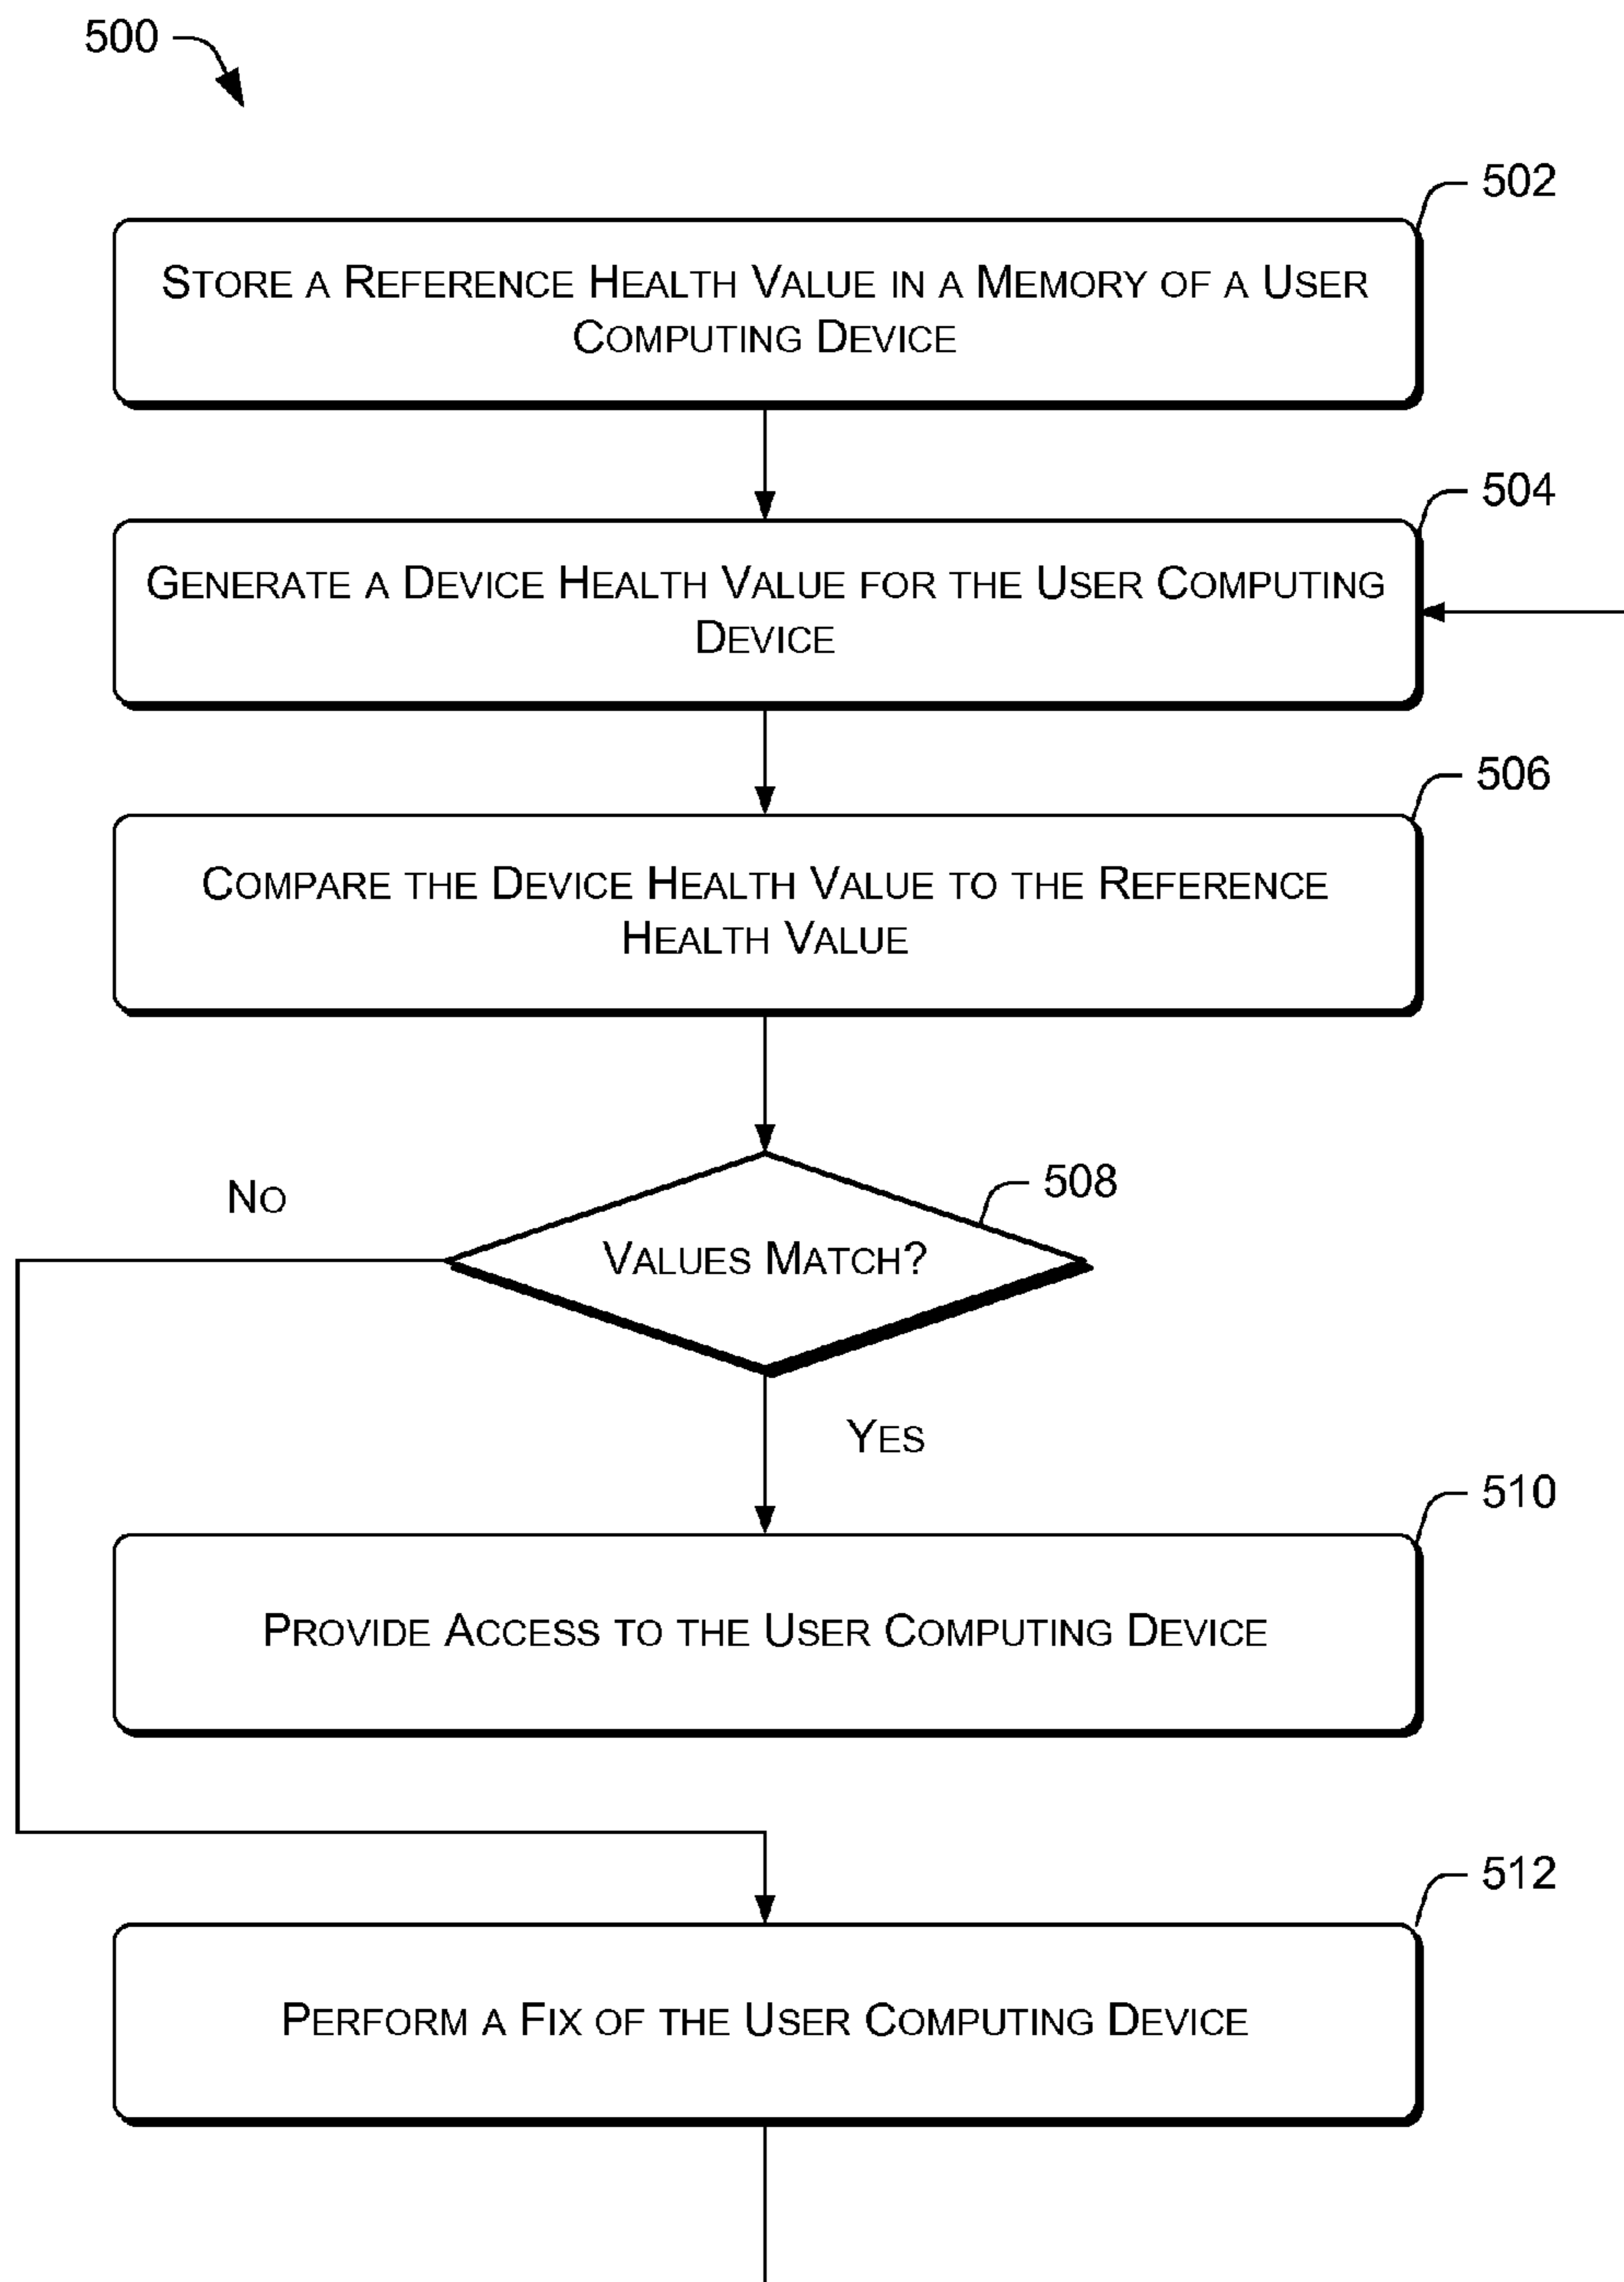 500
502
Store a Reference Health Value in a Memory of a User
Computing Device
504
Generate a Device Health Value for the User Computing
Device
506
Compare the Device Health Value to the Reference
Health Value
No
508
Values Match?
Yes
510
Provide Access to the User Computing Device
512
Perform a Fix of the User Computing Device